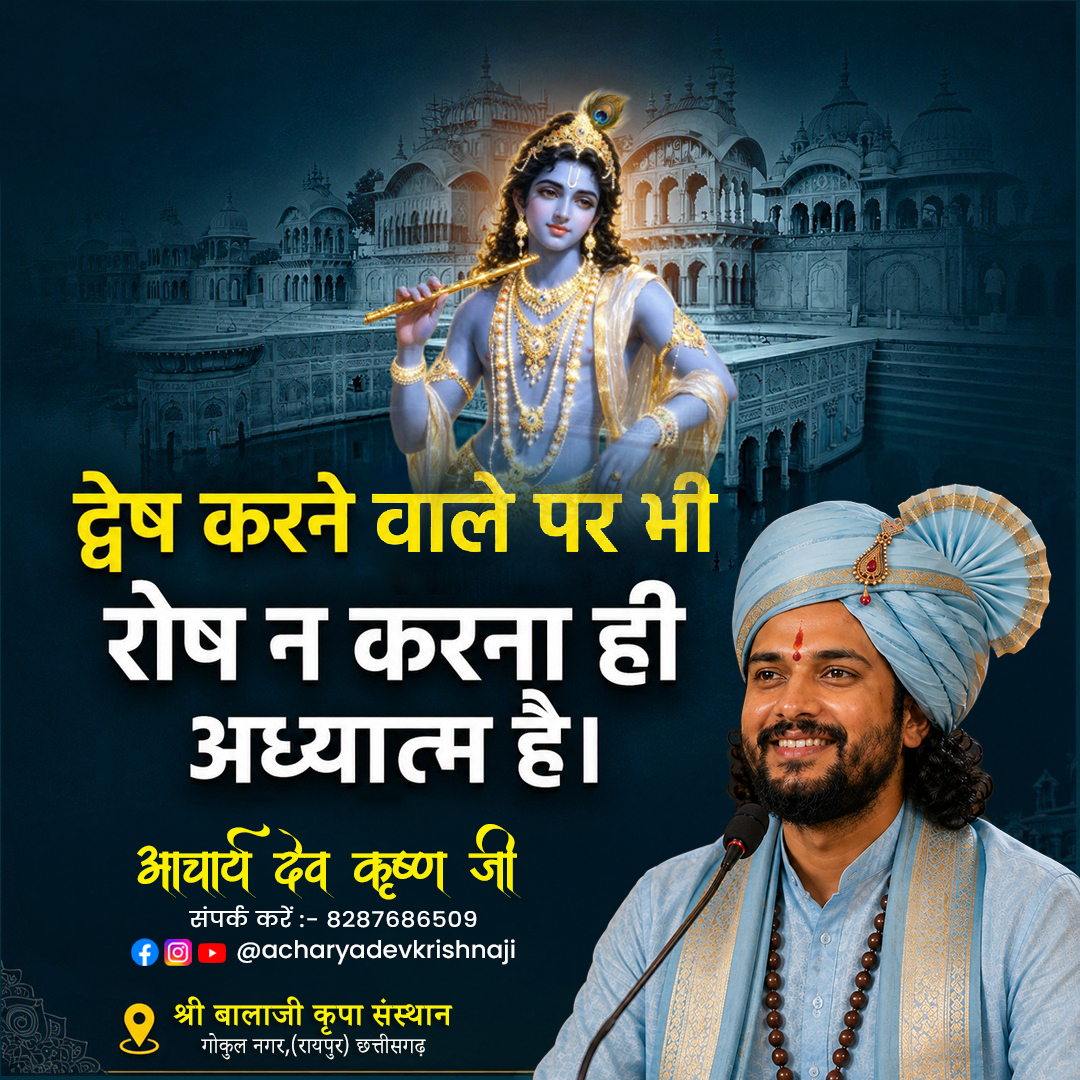 द्वेष करने वाले पर भी
रोष न करना ही
अध्यात्म है।
आचार्य देव कृष्ण जी
संपर्क करें :- 8287686509
@acharyadevkrishnaji
श्री बालाजी कृपा संस्थान
गोकुल नगर,(रायपुर) छत्तीसगढ़